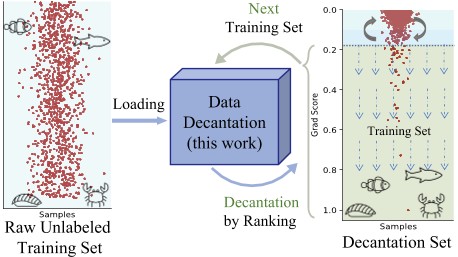 Next
Training Set
Loading
Data
Decantation
(this work)
Decantation
by Ranking
Samples
Raw Unlabeled
Training Set
Grad Score
0.0
0.2
0.4
0.6
0.8
1.0
Training Set
Samples
Decantation Set